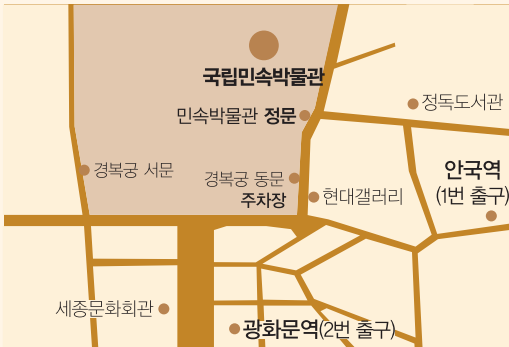 국립민속박물관
정독도서관
민속박물관 정문
안국역
(1번 출구)
경복궁 서문
경복궁 동문
주차장
현대갤러리
세종문화회관
광화문역(2번 출구)